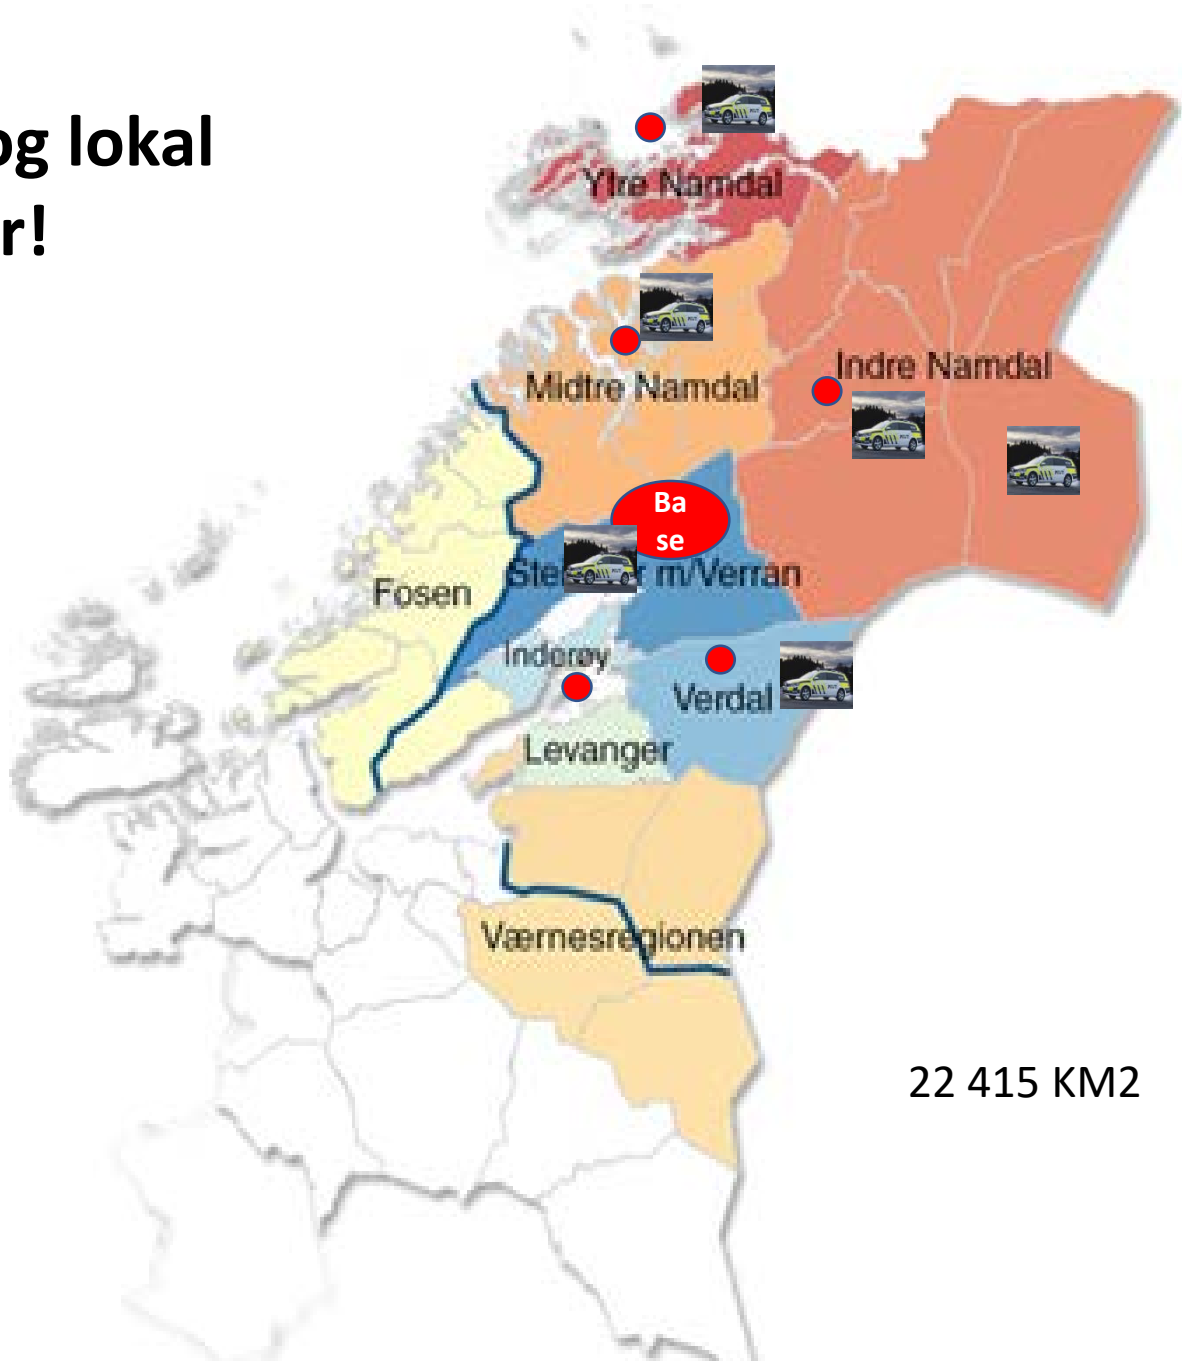 og lokal
r!
Ytre Namdal
Indre Namdal
Midtre Namdal
Ba
se
m/Verran
Fosen
Inderøy
Verdal
Levanger
Værnesregionen
22 415 KM2